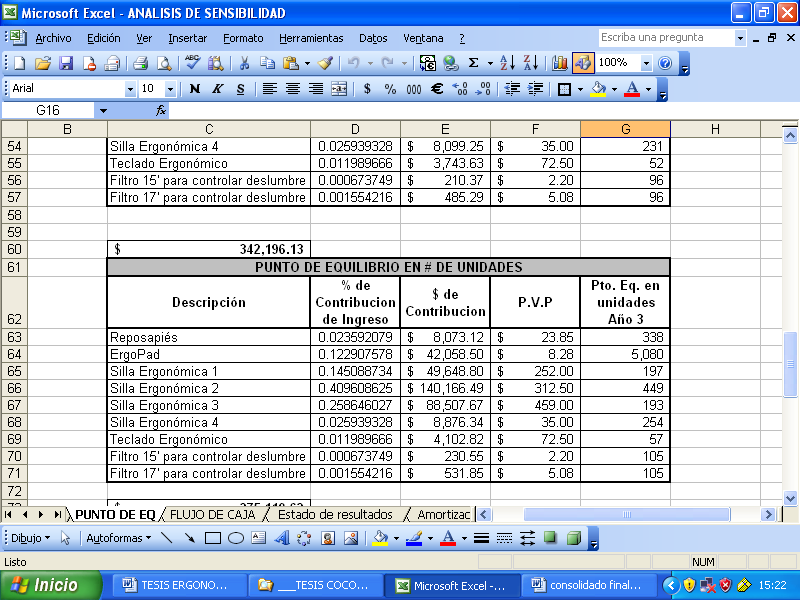 Microsoft Excel - ANALISIS DE SENSIBILIDAD
Archivo Edición Ver Insertar Formato Herramientas Datos Ventana ? Escriba una pregunta
100%
Arial 10 N K S $ % 000 €
G16 fx
B C D E F G H
54 Silla Ergonómica 4 0.025939328 $ 8,099.25 $ 35.00 231
55 Teclado Ergonómico 0.011989666 $ 3,743.63 $ 72.50 52
56 Filtro 15' para controlar deslumbre 0.000673749 $ 210.37 $ 2.20 96
57 Filtro 17' para controlar deslumbre 0.001554216 $ 485.29 $ 5.08 96
58
59
60 $ 342,196.13
61 PUNTO DE EQUILIBRIO EN # DE UNIDADES
62 Descripción % de Contribucion de Ingreso $ de Contribucion P.V.P Pto. Eq. en unidades Año 3
63 Reposapiés 0.023592079 $ 8,073.12 $ 23.85 338
64 ErgoPad 0.122907578 $ 42,058.50 $ 8.28 5,080
65 Silla Ergonómica 1 0.145088734 $ 49,648.80 $ 252.00 197
66 Silla Ergonómica 2 0.409608625 $ 140,166.49 $ 312.50 449
67 Silla Ergonómica 3 0.258646027 $ 88,507.67 $ 459.00 193
68 Silla Ergonómica 4 0.025939328 $ 8,876.34 $ 35.00 254
69 Teclado Ergonómico 0.011989666 $ 4,102.82 $ 72.50 57
70 Filtro 15' para controlar deslumbre 0.000673749 $ 230.55 $ 2.20 105
71 Filtro 17' para controlar deslumbre 0.001554216 $ 531.85 $ 5.08 105
72
PUNTO DE EQ FLUJO DE CAJA Estado de resultados Amortizac
Dibujo Autoformas
Listo NUM
Inicio TESIS ERGONO... ___TESIS COCO... Microsoft Excel -... consolidado final... 15:22